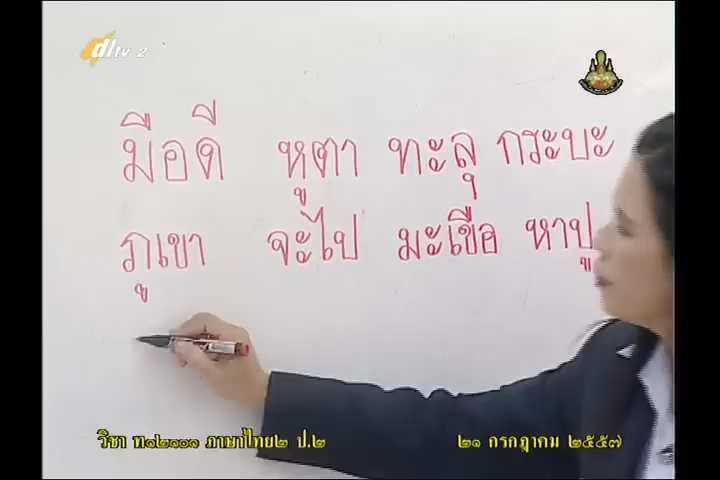 dltv 2
มือดี หูตา ทะลุ กระบะ
ภูเขา จะไป มะเขือ หาปู
วิชา ท๑๒๑๐๑ ภาษาไทย๒ ป.๒ ๒๑ กรกฎาคม ๒๕๕๗